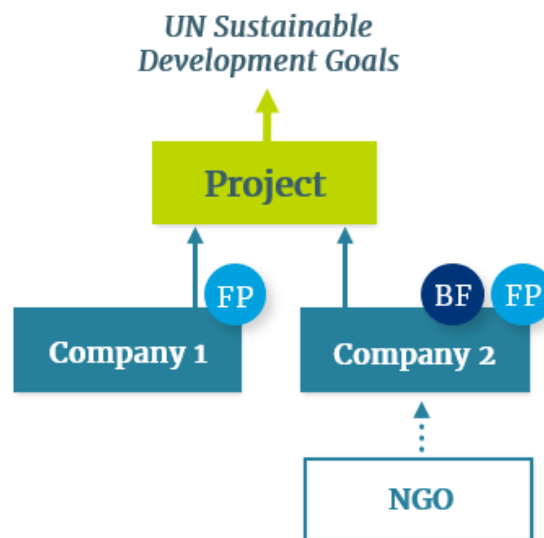 UN Sustainable
Development Goals
Project
FP
BF
FP
Company 1
Company 2
NGO